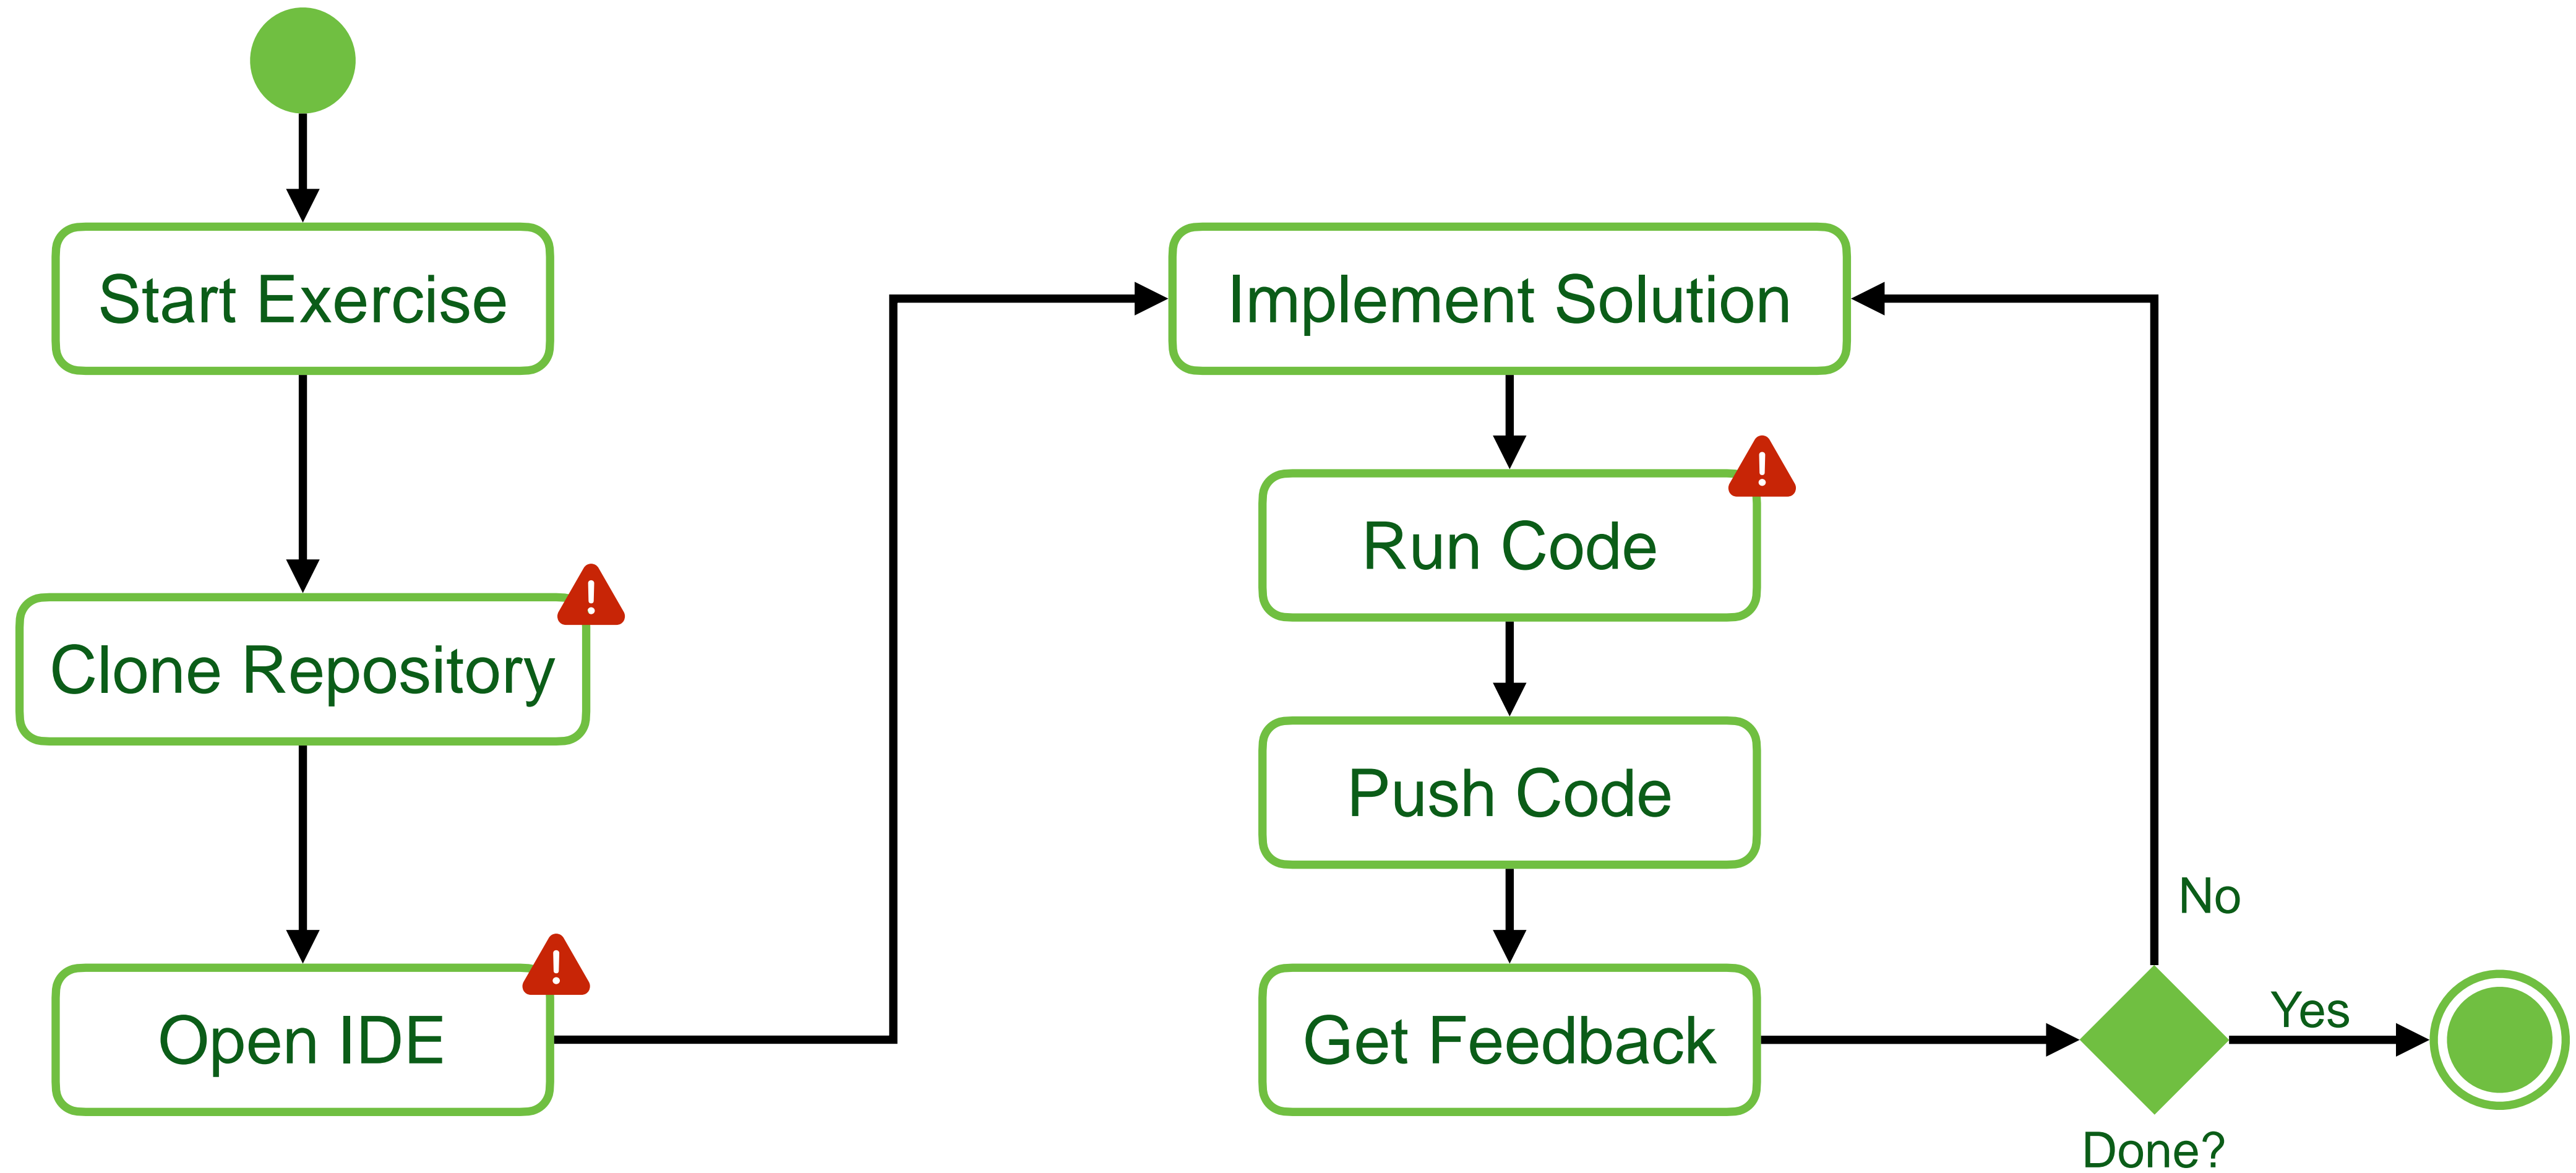 Start Exercise
Clone Repository
Open IDE
Implement Solution
Run Code
Push Code
Get Feedback
Done?
No
Yes